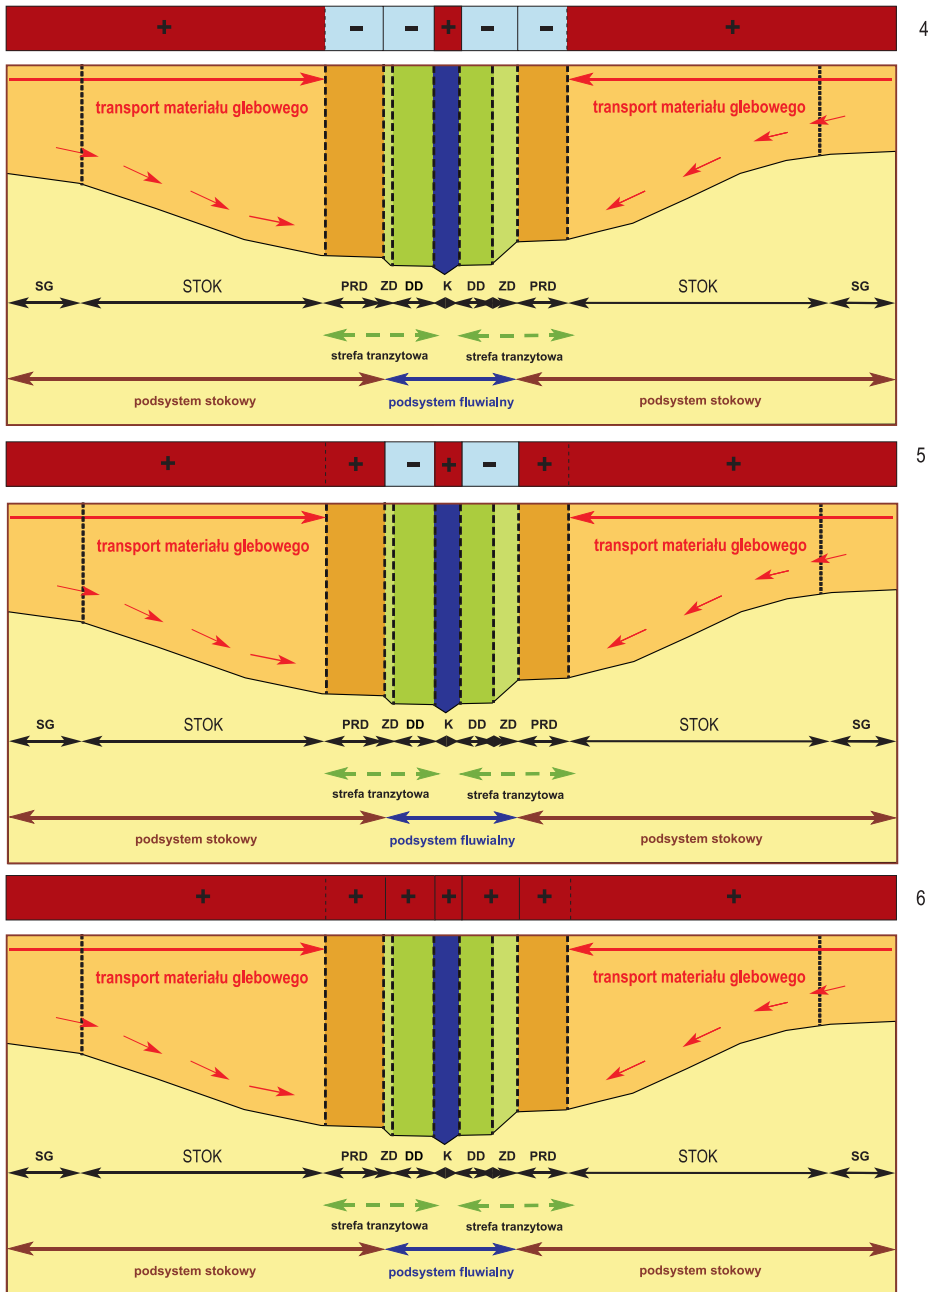 + - - + - - + 4
transport materiału glebowego transport materiału glebowego
SG STOK PRD ZD DD K DD ZD PRD STOK SG
strefa tranzytowa strefa tranzytowa
podsystem stokowy podsystem fluwialny podsystem stokowy
+ + - + - + + 5
transport materiału glebowego transport materiału glebowego
SG STOK PRD ZD DD K DD ZD PRD STOK SG
strefa tranzytowa strefa tranzytowa
podsystem stokowy podsystem fluwialny podsystem stokowy
+ + + + + + + 6
transport materiału glebowego transport materiału glebowego
SG STOK PRD ZD DD K DD ZD PRD STOK SG
strefa tranzytowa strefa tranzytowa
podsystem stokowy podsystem fluwialny podsystem stokowy